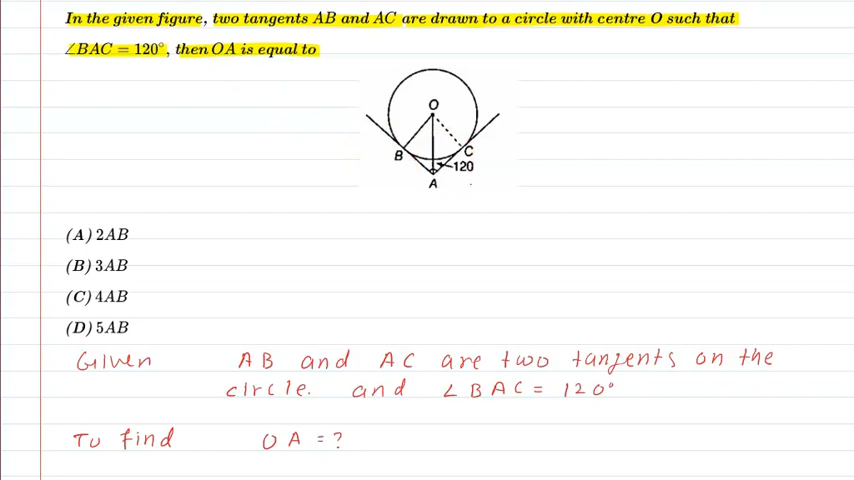 In the given figure, two tangents AB and AC are drawn to a circle with centre O such that
∠BAC = 120°, then OA is equal to
O
B
C
120
A
(A) 2AB
(B) 3AB
(C) 4AB
(D) 5AB
Given AB and AC are two tangents on the
circle. and ∠BAC = 120°
To find OA = ?